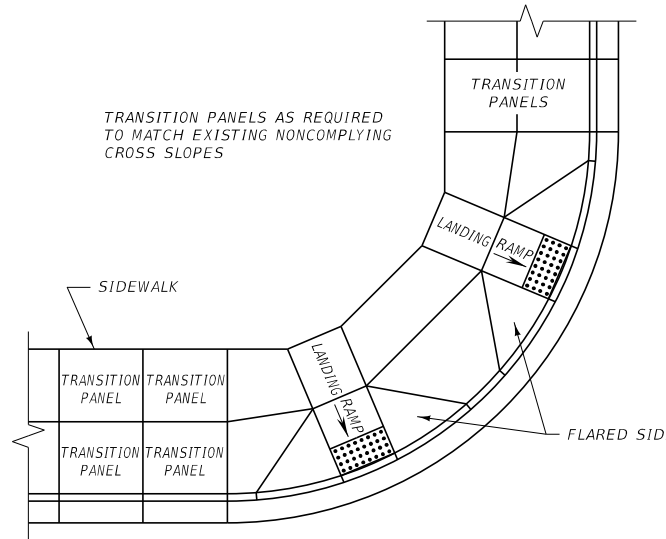 TRANSITION
PANELS
TRANSITION PANELS AS REQUIRED
TO MATCH EXISTING NONCOMPLYING
CROSS SLOPES
LANDING RAMP
SIDEWALK
LANDING RAMP
TRANSITION
PANEL
TRANSITION
PANEL
TRANSITION
PANEL
TRANSITION
PANEL
FLARED SID